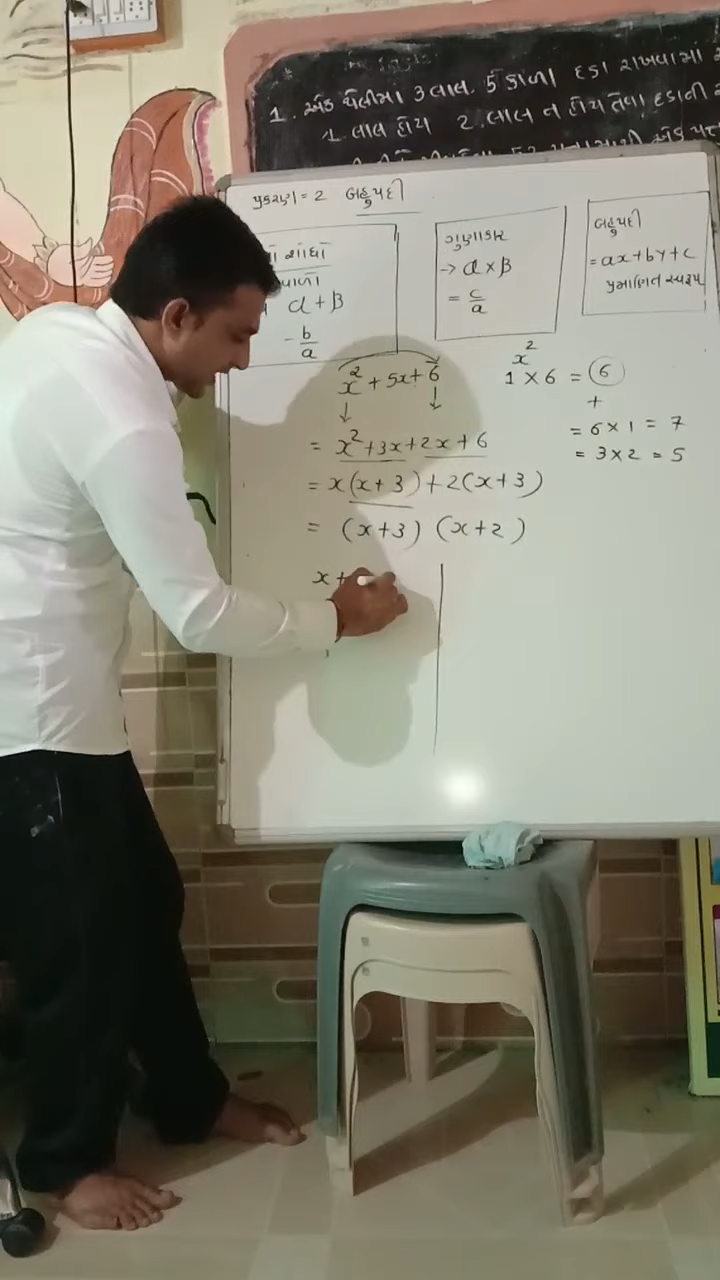 1. એક થેલીમાં 3 લાલ, 5 કાળા દડા રાખવામાં
1. લાલ હોય 2. લાલ ન હોય તેવા દડાની
પ્રકરણ = 2 બહુપદી
શોધો
α + β
- b/a
ગુણાકાર
→ α × β
= c/a
બહુપદી
= ax + by + c
પ્રમાણિત સ્વરૂપ
x² + 5x + 6
= x² + 3x + 2x + 6
= x(x + 3) + 2(x + 3)
= (x + 3) (x + 2)
x +
x²
1 × 6 = 6
+
= 6 × 1 = 7
= 3 × 2 = 5